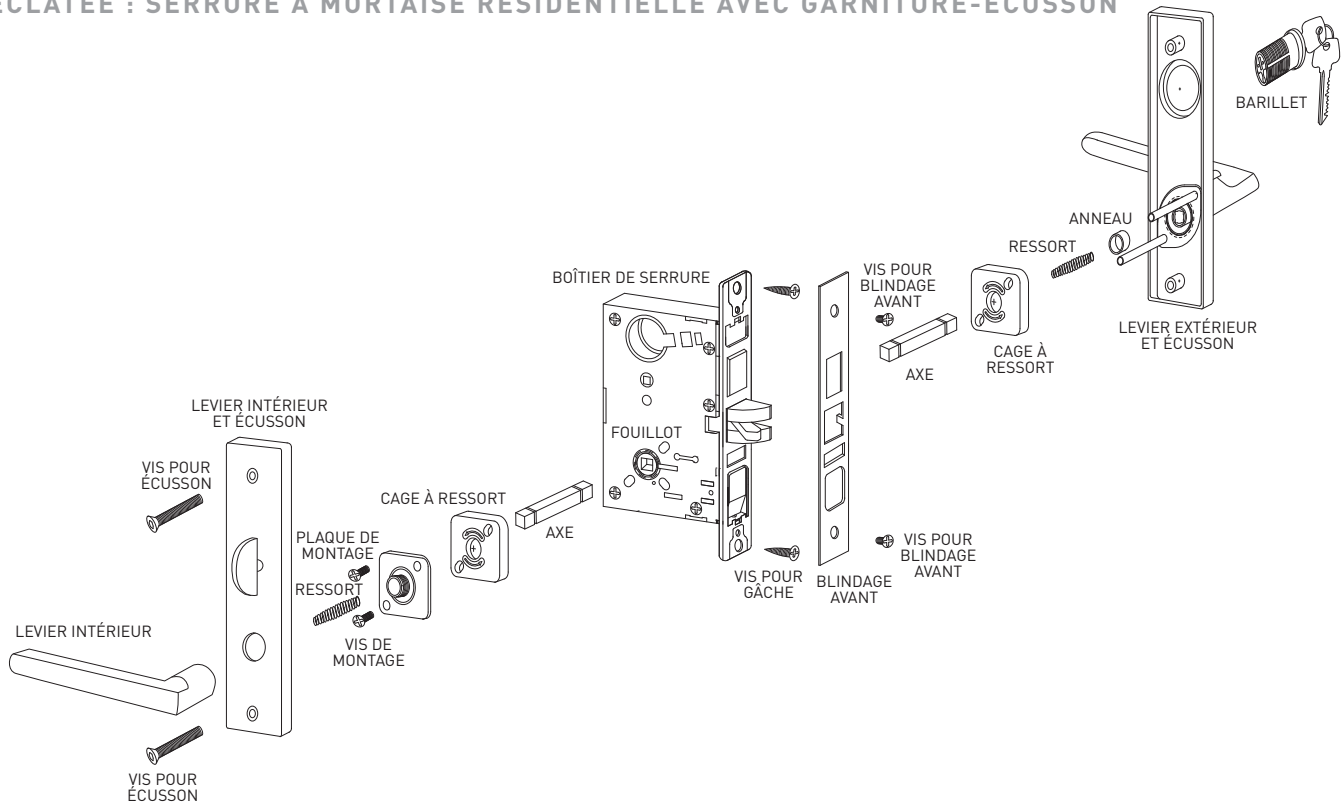 ÉCLATÉE : SERRURE À MORTAISE RÉSIDENTIELLE AVEC GARNITURE-ÉCUSSON
BARILLET
ANNEAU
RESSORT
LEVIER EXTÉRIEUR
ET ÉCUSSON
VIS POUR
BLINDAGE
AVANT
CAGE À
RESSORT
BOÎTIER DE SERRURE
AXE
FOUILLOT
VIS POUR
GÂCHE
BLINDAGE
AVANT
VIS POUR
BLINDAGE
AVANT
LEVIER INTÉRIEUR
ET ÉCUSSON
VIS POUR
ÉCUSSON
CAGE À RESSORT
AXE
PLAQUE DE
MONTAGE
RESSORT
VIS DE
MONTAGE
LEVIER INTÉRIEUR
VIS POUR
ÉCUSSON